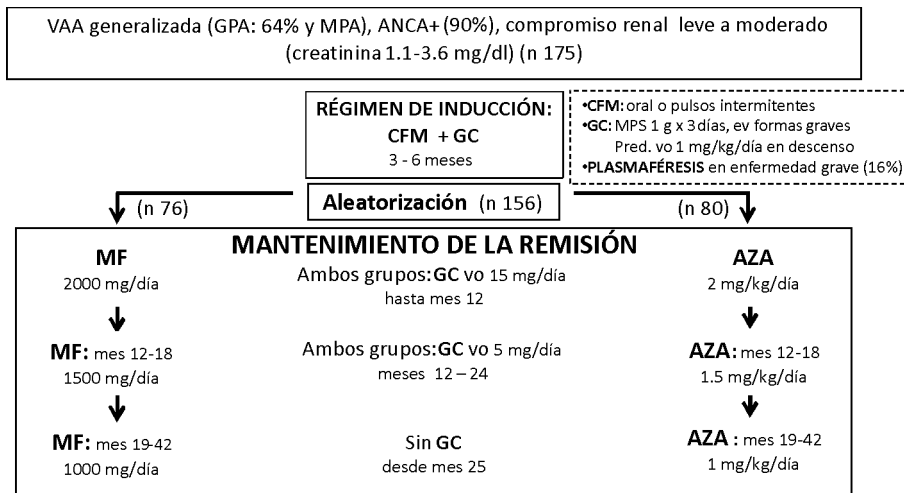 VAA generalizada (GPA: 64% y MPA), ANCA+ (90%), compromiso renal leve a moderado
(creatinina 1.1-3.6 mg/dl) (n 175)
RÉGIMEN DE INDUCCIÓN:
CFM + GC
3 - 6 meses
•CFM: oral o pulsos intermitentes
•GC: MPS 1 g x 3 días, ev formas graves
Pred. vo 1 mg/kg/día en descenso
•PLASMAFÉRESIS en enfermedad grave (16%)
(n 76)
Aleatorización (n 156)
(n 80)
MANTENIMIENTO DE LA REMISIÓN
MF
2000 mg/día
Ambos grupos:GC vo 15 mg/día
hasta mes 12
AZA
2 mg/kg/día
MF: mes 12-18
1500 mg/día
Ambos grupos:GC vo 5 mg/día
meses 12 – 24
AZA: mes 12-18
1.5 mg/kg/día
MF: mes 19-42
1000 mg/día
Sin GC
desde mes 25
AZA : mes 19-42
1 mg/kg/día